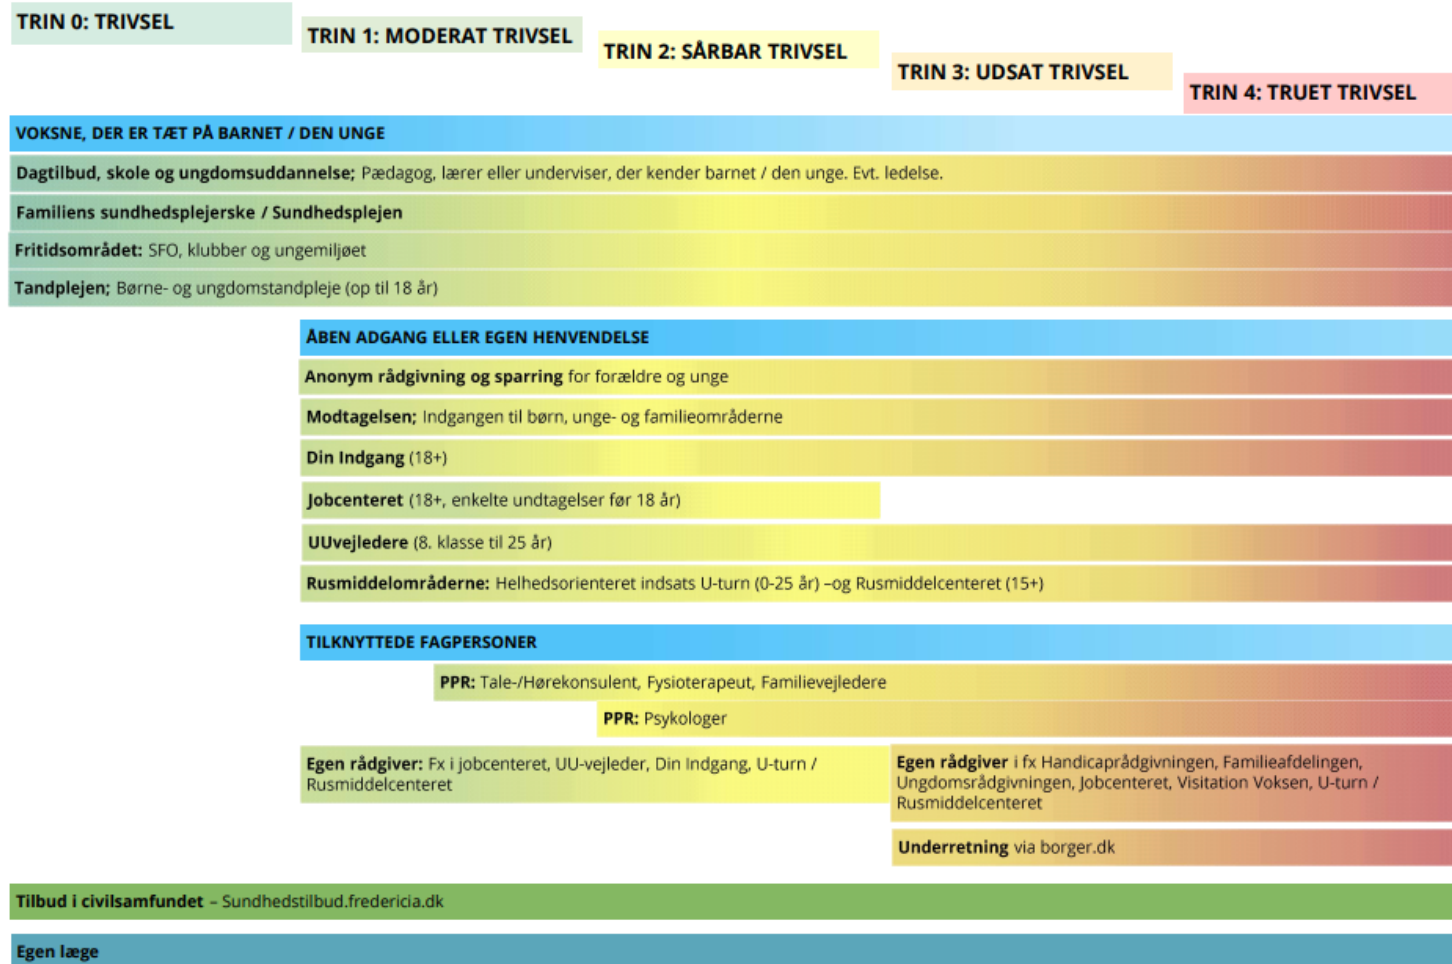 TRIN 0: TRIVSEL
TRIN 1: MODERAT TRIVSEL
TRIN 2: SÅRBAR TRIVSEL
TRIN 3: UDSAT TRIVSEL
TRIN 4: TRUET TRIVSEL
VOKSNE, DER ER TÆT PÅ BARNET / DEN UNGE
Dagtilbud, skole og ungdomsuddannelse; Pædagog, lærer eller underviser, der kender barnet / den unge. Evt. ledelse.
Familiens sundhedsplejerske / Sundhedsplejen
Fritidsområdet: SFO, klubber og ungemiljøet
Tandplejen; Børne- og ungdomstandpleje (op til 18 år)
ÅBEN ADGANG ELLER EGEN HENVENDELSE
Anonym rådgivning og sparring for forældre og unge
Modtagelsen; Indgangen til børn, unge- og familieområderne
Din Indgang (18+)
Jobcenteret (18+, enkelte undtagelser før 18 år)
UUvejledere (8. klasse til 25 år)
Rusmiddelområderne: Helhedsorienteret indsats U-turn (0-25 år) –og Rusmiddelcenteret (15+)
TILKNYTTEDE FAGPERSONER
PPR: Tale-/Hørekonsulent, Fysioterapeut, Familievejledere
PPR: Psykologer
Egen rådgiver: Fx i jobcenteret, UU-vejleder, Din Indgang, U-turn /
Rusmiddelcenteret
Egen rådgiver i fx Handicaprådgivningen, Familieafdelingen,
Ungdomsrådgivningen, Jobcenteret, Visitation Voksen, U-turn /
Rusmiddelcenteret
Underretning via borger.dk
Tilbud i civilsamfundet – Sundhedstilbud.fredericia.dk
Egen læge